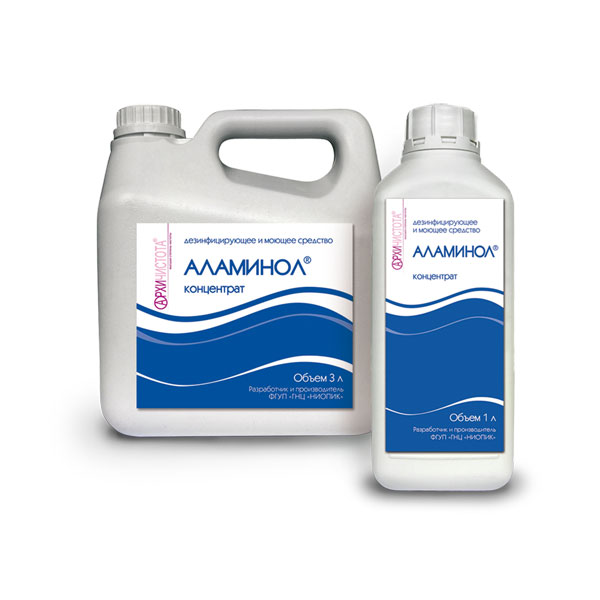 АРХИЧИСТОТА®
дезинфицирующее и моющее средство
АЛАМИНОЛ®
концентрат
Объем 3 л
Разработчик и производитель
ФГУП «ГНЦ «НИОПИК»
АРХИЧИСТОТА®
дезинфицирующее
и моющее средство
АЛАМИНОЛ®
концентрат
Объем 1 л
Разработчик и производитель
ФГУП «ГНЦ «НИОПИК»